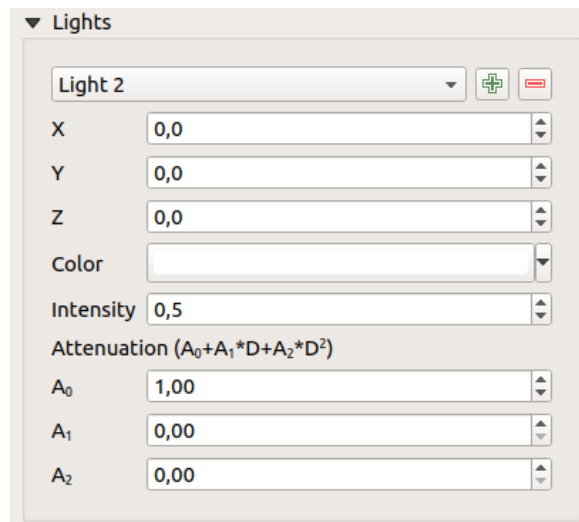 Lights
Light 2
X 0,0
Y 0,0
Z 0,0
Color
Intensity 0,5
Attenuation (A₀+A₁*D+A₂*D²)
A₀ 1,00
A₁ 0,00
A₂ 0,00